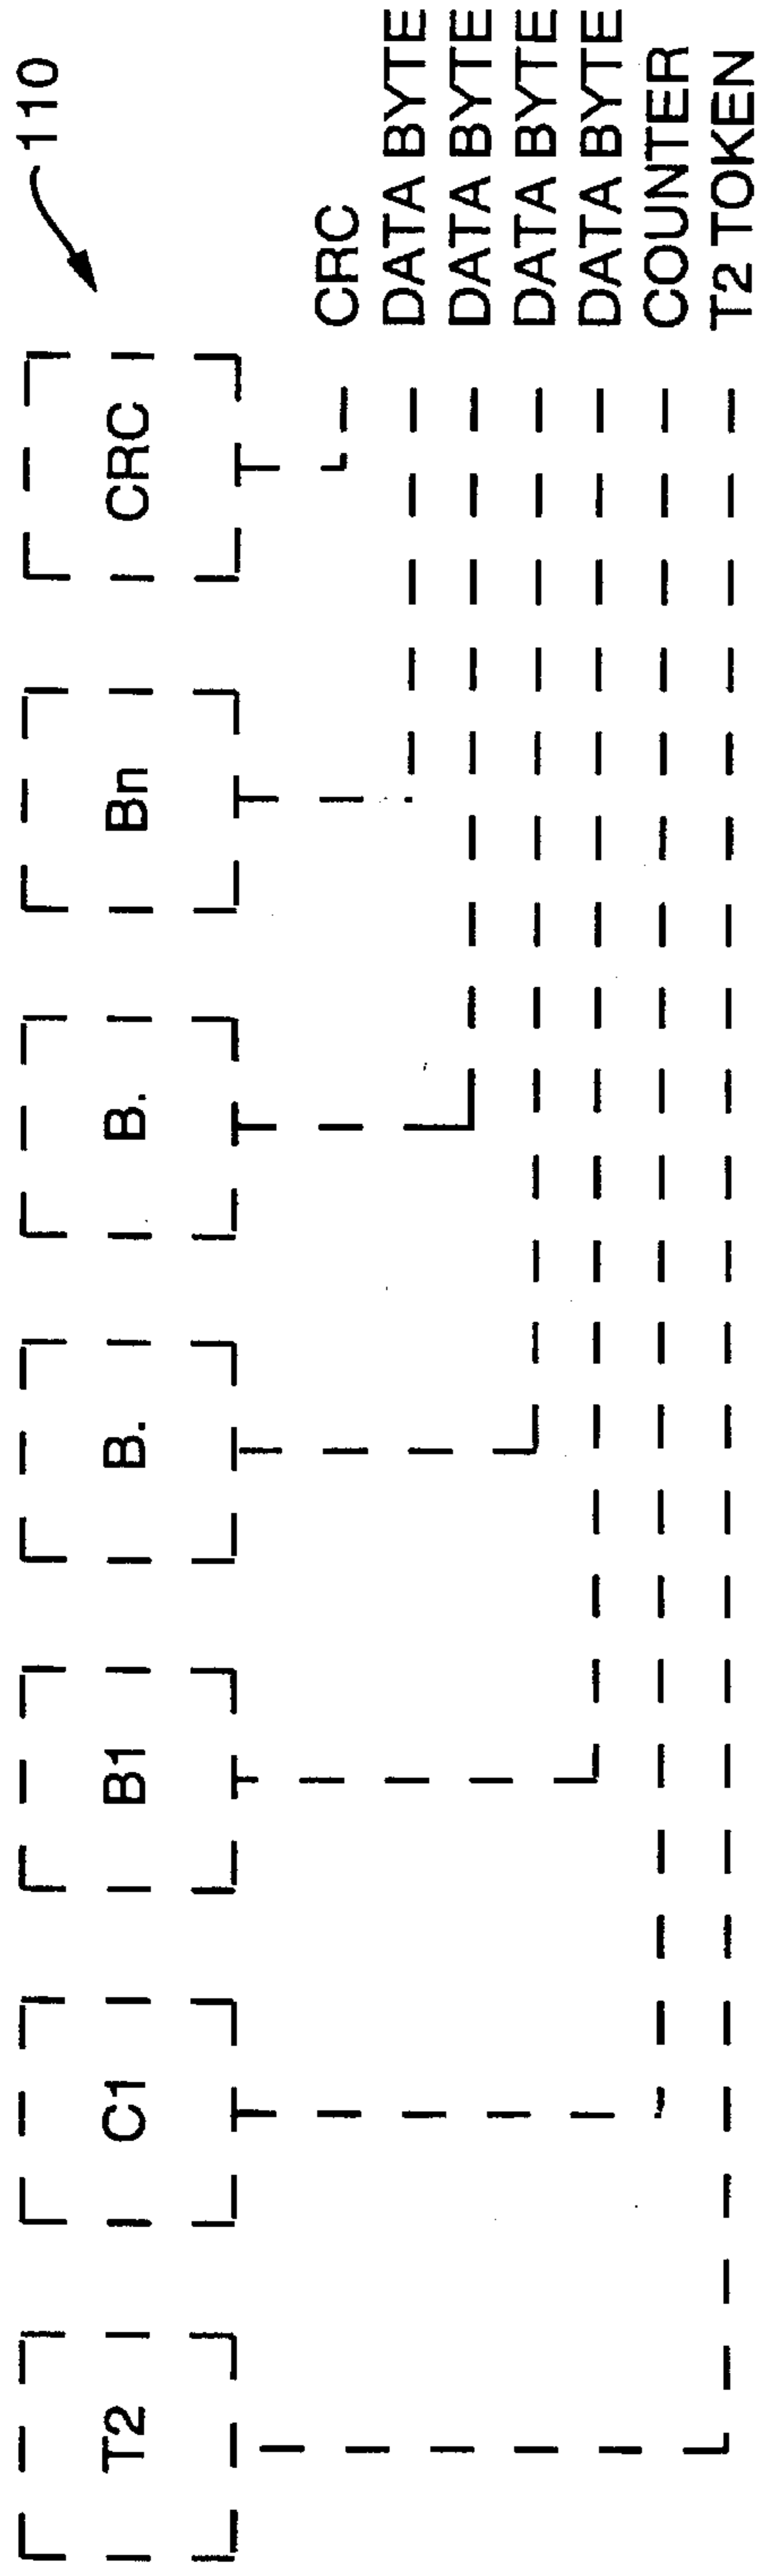 110
T2 C1 B1 B. B. Bn CRC
CRC
DATA BYTE
DATA BYTE
DATA BYTE
DATA BYTE
COUNTER
T2 TOKEN